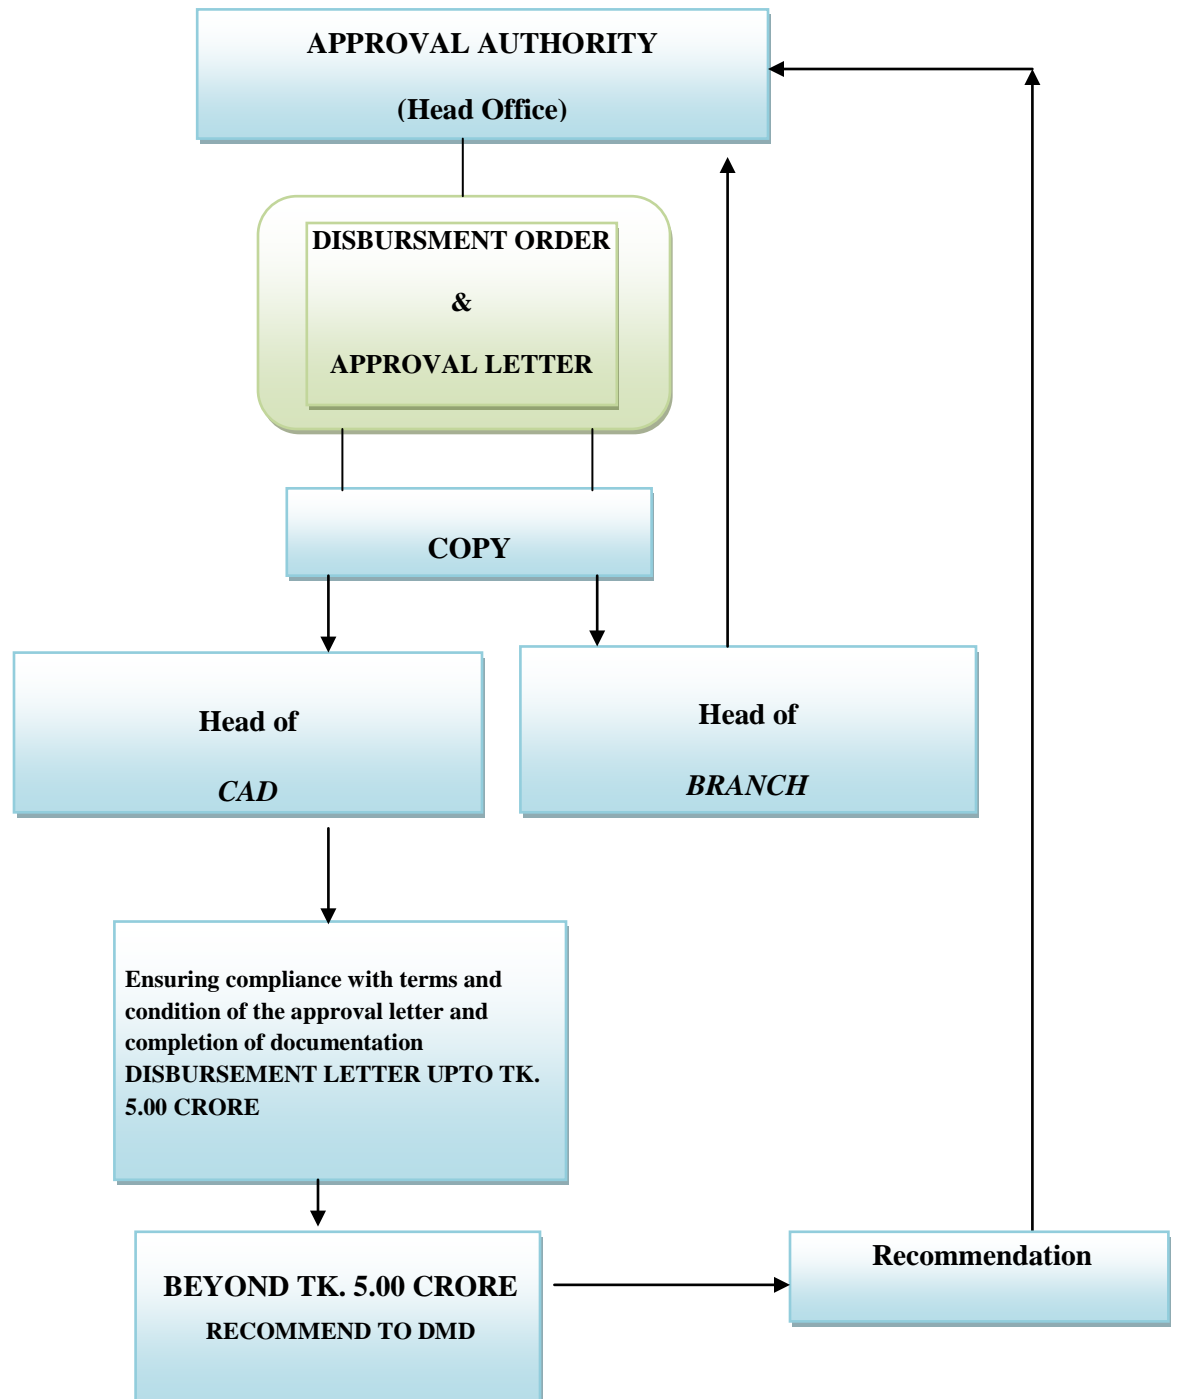 APPROVAL AUTHORITY
(Head Office)
DISBURSMENT ORDER
&
APPROVAL LETTER
COPY
Head of
CAD
Head of
BRANCH
Ensuring compliance with terms and
condition of the approval letter and
completion of documentation
DISBURSEMENT LETTER UPTO TK.
5.00 CRORE
BEYOND TK. 5.00 CRORE
RECOMMEND TO DMD
Recommendation